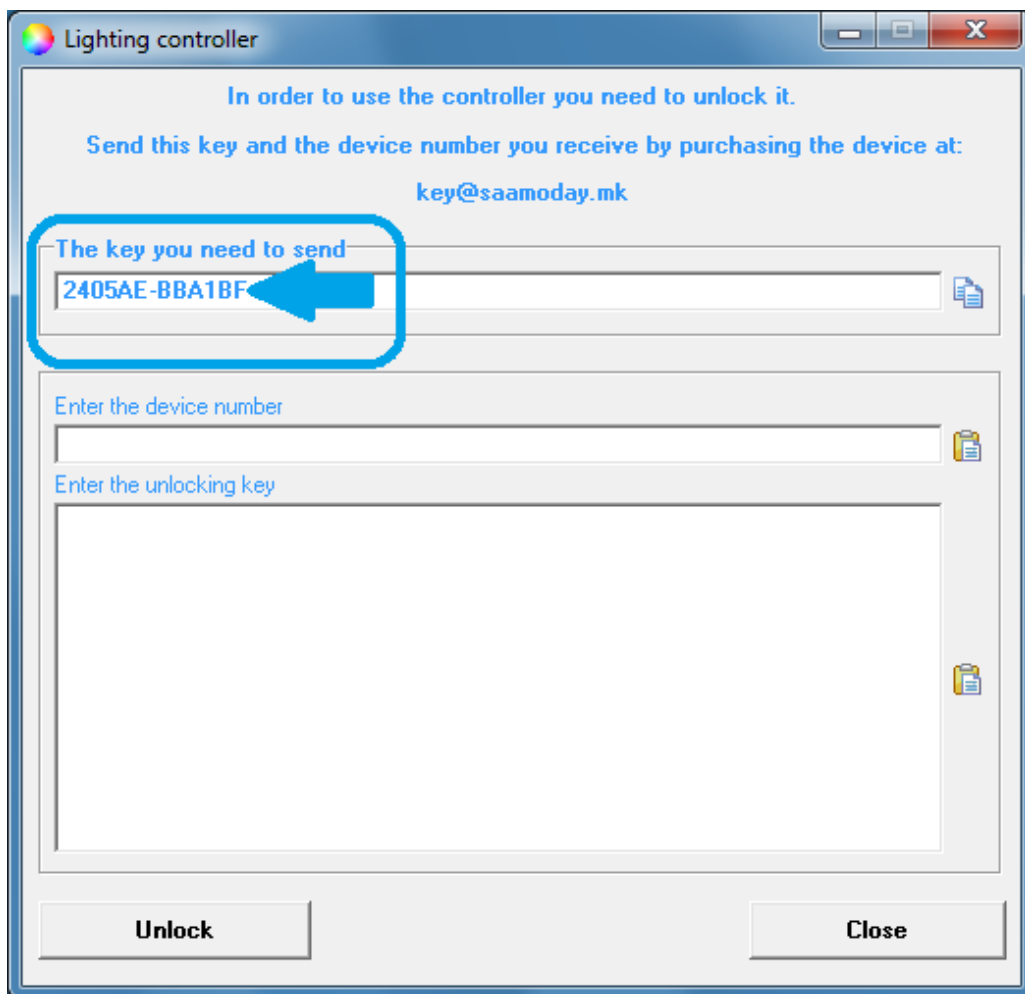 Lighting controller
In order to use the controller you need to unlock it.
Send this key and the device number you receive by purchasing the device at:
key@saamoday.mk
The key you need to send
2405AE-BBA1BF
Enter the device number
Enter the unlocking key
Unlock
Close